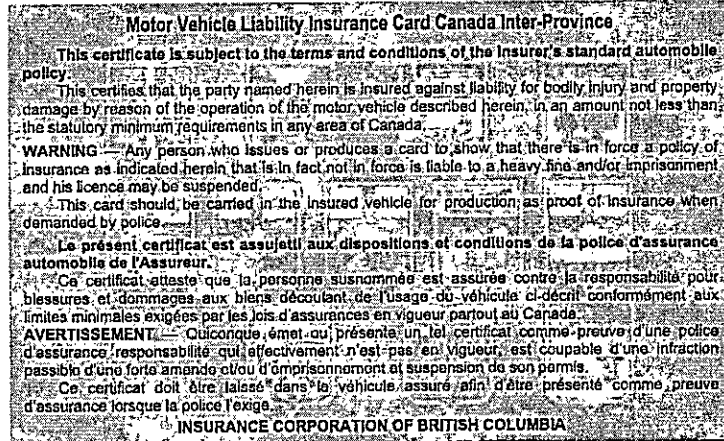 Motor Vehicle Liability Insurance Card Canada Inter-Province
This certificate is subject to the terms and conditions of the Insurer's standard automobile
policy.
This certifies that the party named herein is insured against liability for bodily injury and property
damage by reason of the operation of the motor vehicle described herein, in an amount not less than
the statutory minimum requirements in any area of Canada.
WARNING — Any person who issues or produces a card to show that there is in force a policy of
insurance as indicated herein that is in fact not in force is liable to a heavy fine and/or imprisonment
and his licence may be suspended.
This card should be carried in the insured vehicle for production as proof of insurance when
demanded by police.
Le présent certificat est assujetti aux dispositions et conditions de la police d'assurance
automobile de l'Assureur.
Ce certificat atteste que la personne susnommée est assurée contre la responsabilité pour
blessures et dommages aux biens découlant de l'usage du véhicule ci-décrit conformément aux
limites minimales exigées par les lois d'assurances en vigueur partout au Canada.
AVERTISSEMENT — Quiconque émet ou présente un tel certificat comme preuve d'une police
d'assurance responsabilité qui effectivement n'est pas en vigueur, est coupable d'une infraction
passible d'une forte amende et/ou d'emprisonnement et suspension de son permis.
Ce certificat doit être laissé dans le véhicule assuré afin d'être présenté comme preuve
d'assurance lorsque la police l'exige.
INSURANCE CORPORATION OF BRITISH COLUMBIA